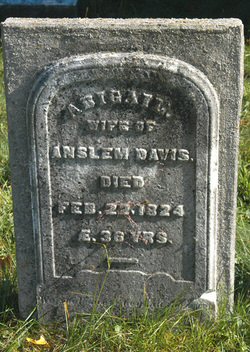 ABIGAIL.
WIFE OF
ANSLEM DAVIS.
DIED
FEB. 22. 1824
Æ. 36 YRS.